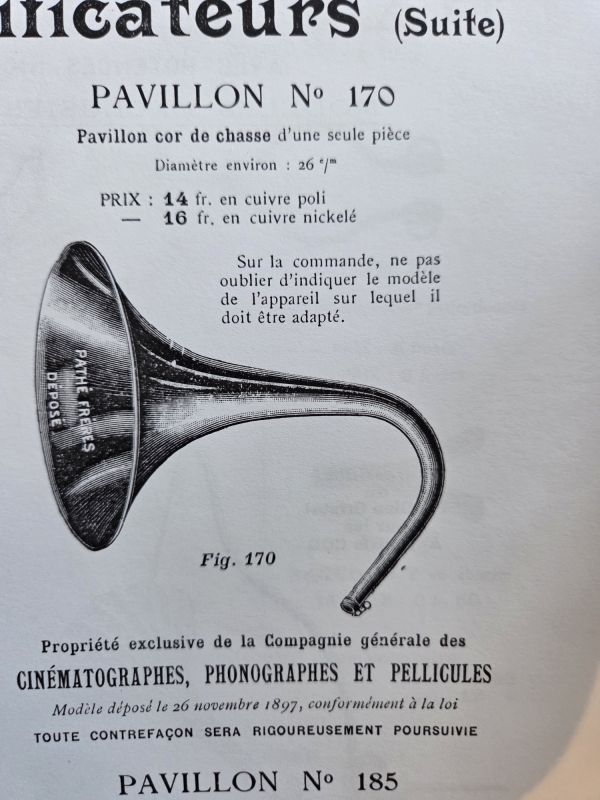 ificateurs (Suite)
PAVILLON Nº 170
Pavillon cor de chasse d'une seule pièce
Diamètre environ : 26 c/m
PRIX : 14 fr. en cuivre poli
— 16 fr. en cuivre nickelé
Sur la commande, ne pas
oublier d'indiquer le modèle
de l'appareil sur lequel il
doit être adapté.
PATHÉ FRÈRES
DÉPOSÉ
Fig. 170
Propriété exclusive de la Compagnie générale des
CINÉMATOGRAPHES, PHONOGRAPHES ET PELLICULES
Modèle déposé le 26 novembre 1897, conformément à la loi
TOUTE CONTREFAÇON SERA RIGOUREUSEMENT POURSUIVIE
PAVILLON Nº 185